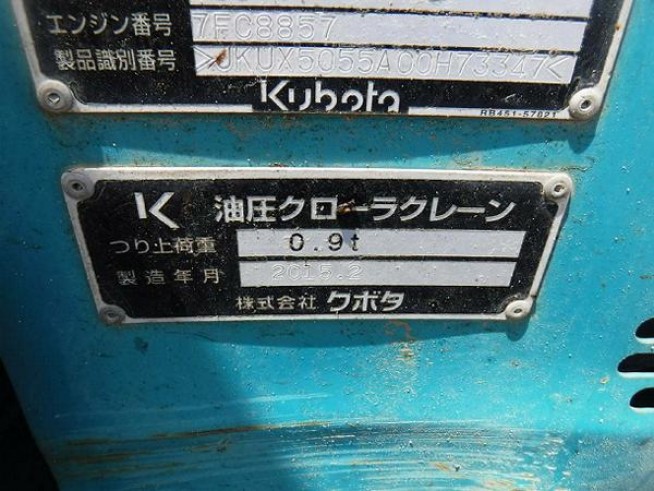 エンジン番号 7FC8857
製品識別番号 >JKUX5055A00H73347<
Kubota
RB451-57821
油圧クローラクレーン
つり上荷重 0.9t
製造年月 2015.2
株式会社 クボタ